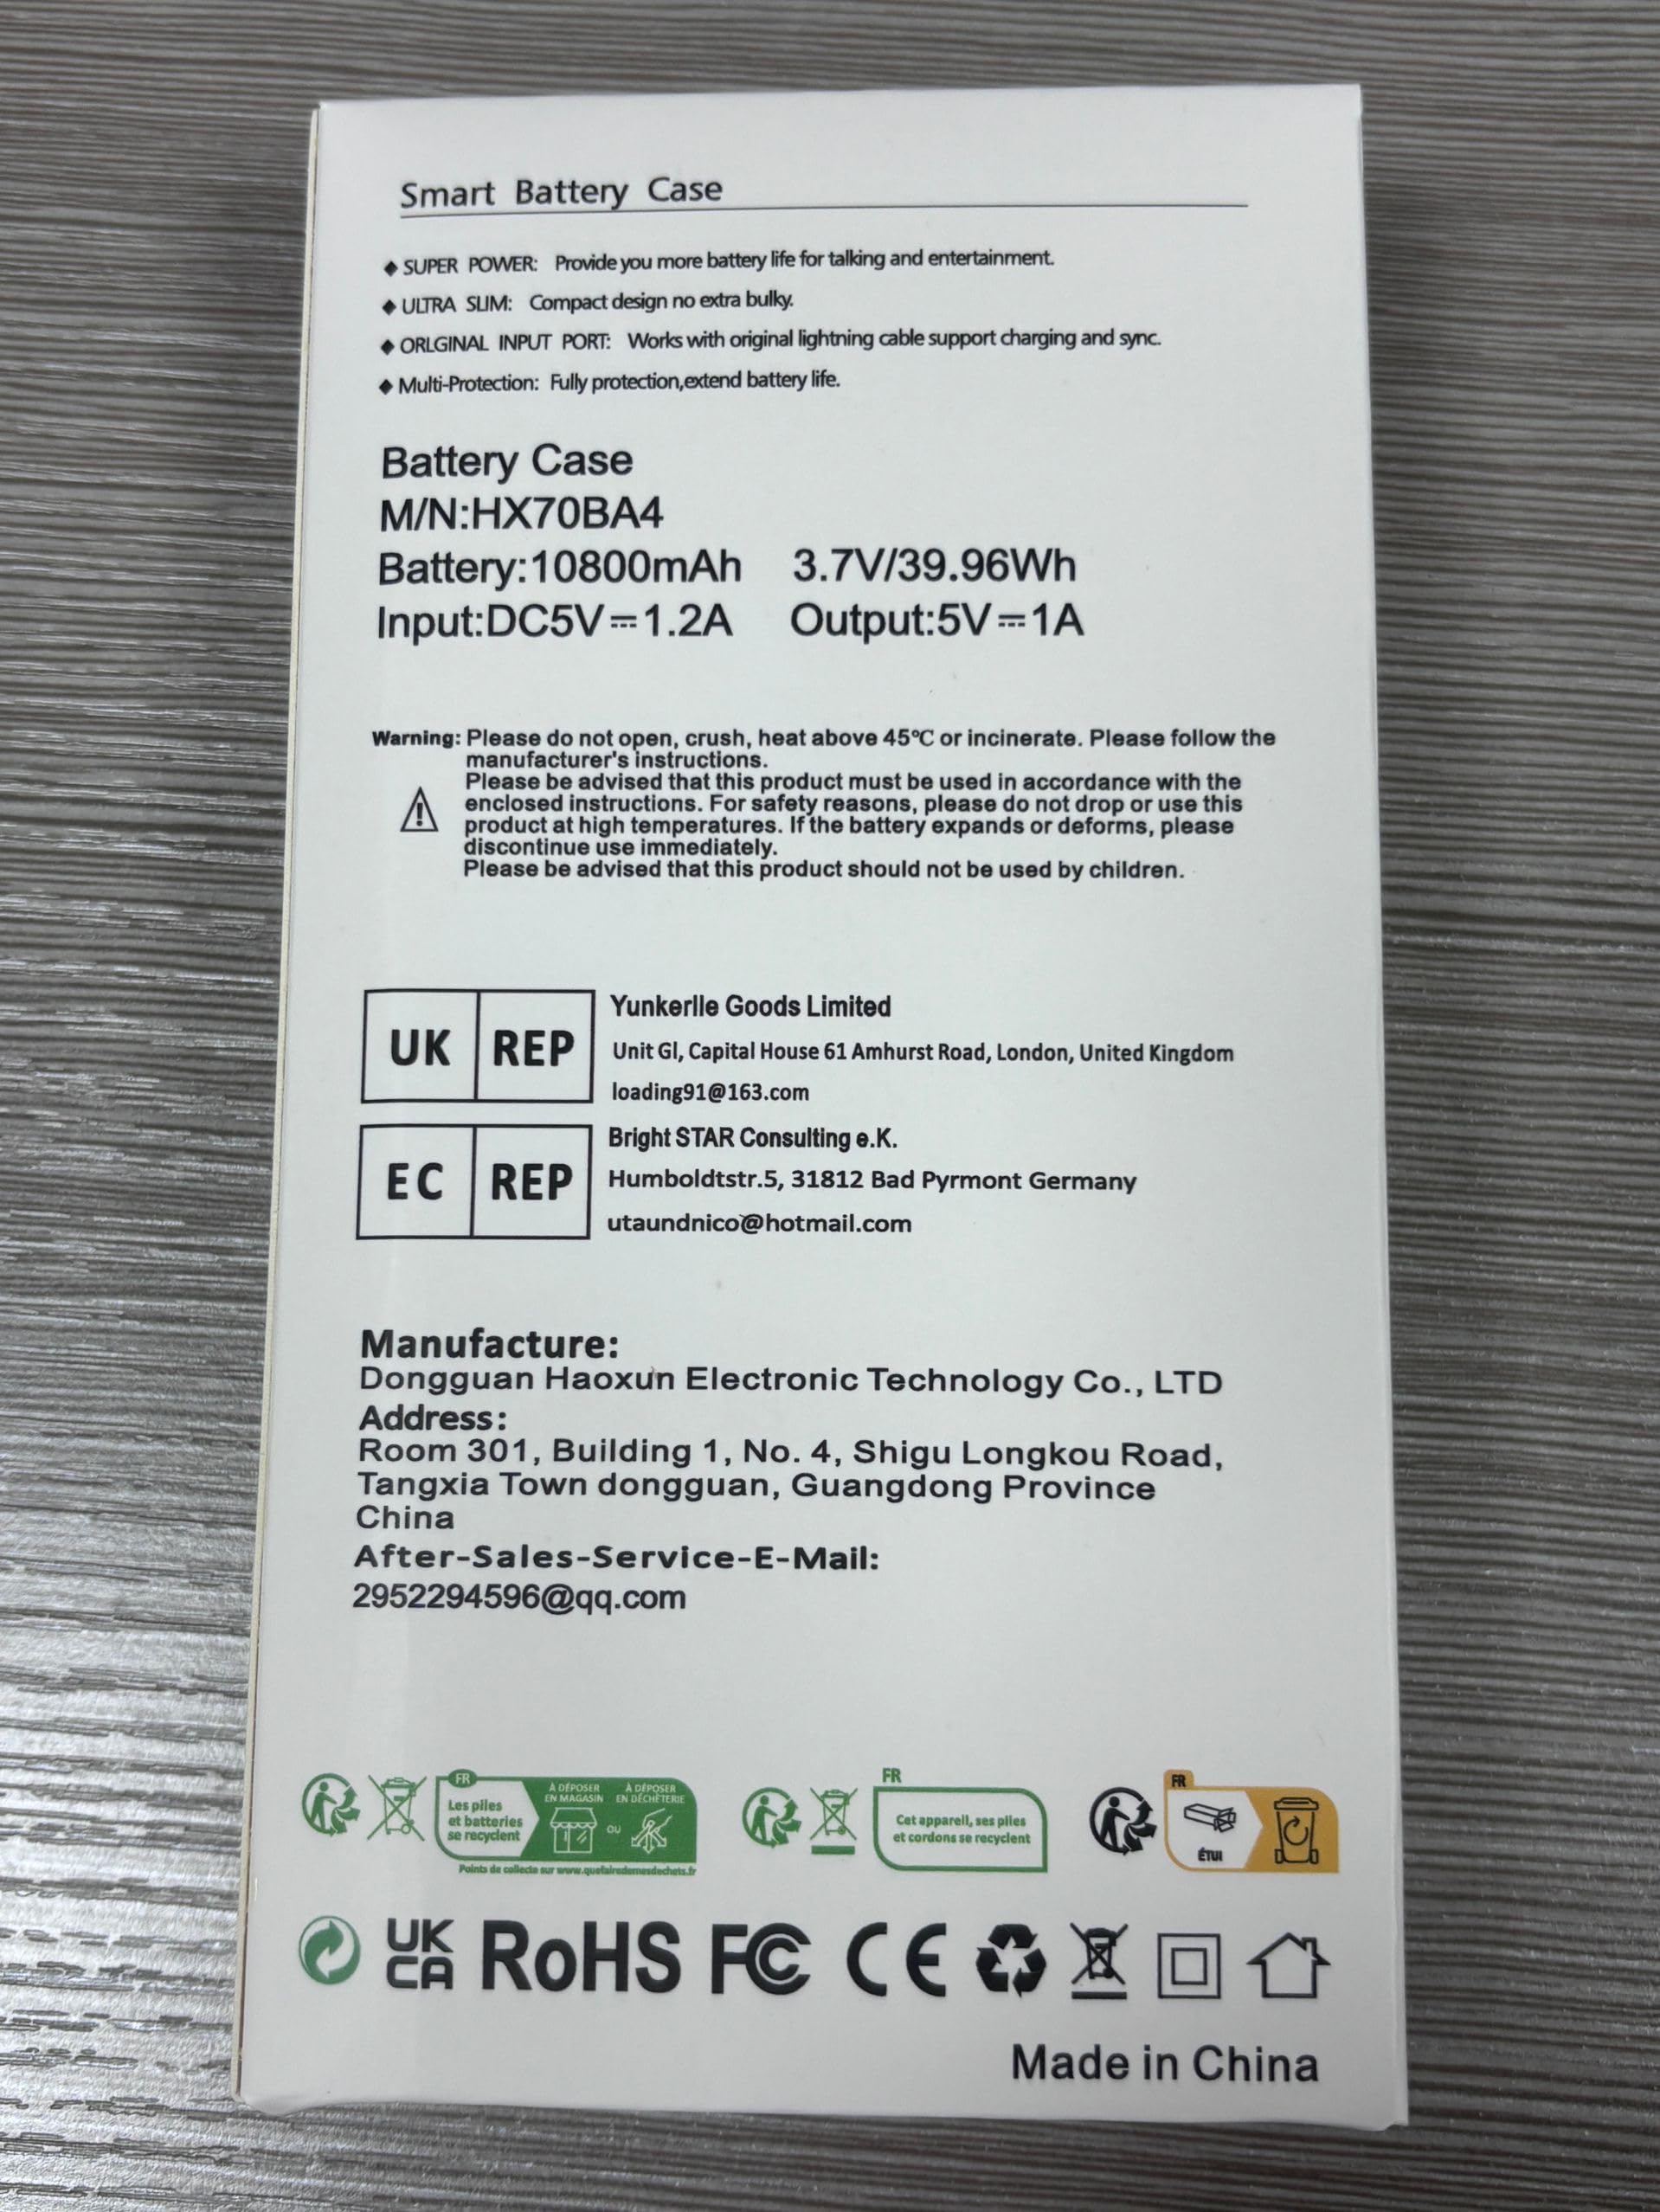 Smart Battery Case
◆ SUPER POWER: Provide you more battery life for talking and entertainment.
◆ ULTRA SLIM: Compact design no extra bulky.
◆ ORLGINAL INPUT PORT: Works with original lightning cable support charging and sync.
◆ Multi-Protection: Fully protection,extend battery life.
Battery Case
M/N:HX70BA4
Battery:10800mAh 3.7V/39.96Wh
Input:DC5V⎓1.2A Output:5V⎓1A
Warning: Please do not open, crush, heat above 45℃ or incinerate. Please follow the
manufacturer's instructions.
Please be advised that this product must be used in accordance with the
enclosed instructions. For safety reasons, please do not drop or use this
product at high temperatures. If the battery expands or deforms, please
discontinue use immediately.
Please be advised that this product should not be used by children.
UK REP
Yunkerlle Goods Limited
Unit Gl, Capital House 61 Amhurst Road, London, United Kingdom
loading91@163.com
EC REP
Bright STAR Consulting e.K.
Humboldtstr.5, 31812 Bad Pyrmont Germany
utaundnico@hotmail.com
Manufacture:
Dongguan Haoxun Electronic Technology Co., LTD
Address:
Room 301, Building 1, No. 4, Shigu Longkou Road,
Tangxia Town dongguan, Guangdong Province
China
After-Sales-Service-E-Mail:
2952294596@qq.com
FR
Les piles
et batteries
se recyclent
À DÉPOSER
EN MAGASIN
OU
À DÉPOSER
EN DÉCHÈTERIE
Points de collecte sur www.quefairedemesdechets.fr
FR
Cet appareil, ses piles
et cordons se recyclent
FR
ÉTUI
UK
CA
RoHS FC CE
Made in China